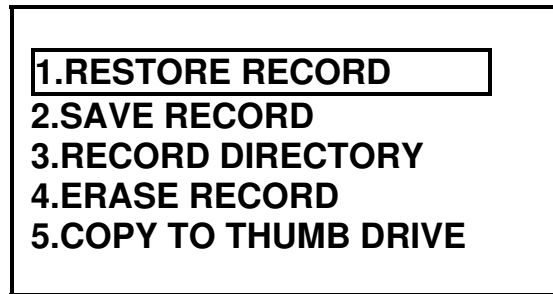 1.RESTORE RECORD
2.SAVE RECORD
3.RECORD DIRECTORY
4.ERASE RECORD
5.COPY TO THUMB DRIVE